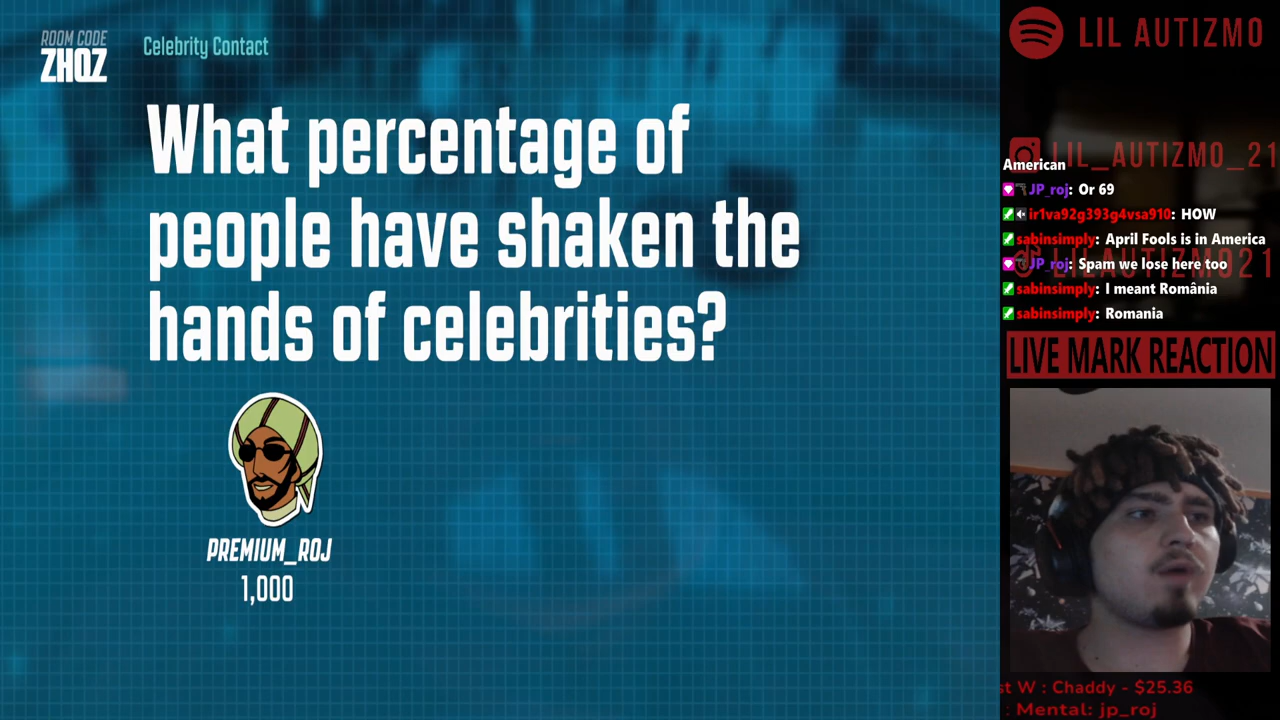 ROOM CODE
ZHQZ
Celebrity Contact
What percentage of
people have shaken the
hands of celebrities?
PREMIUM_ROJ
1,000
LIL AUTIZMO
LIL_AUTIZMO_21
American
JP_roj: Or 69
ir1va92g393g4vsa910: HOW
sabinsimply: April Fools is in America
LILAUTIZMO21
JP_roj: Spam we lose here too
sabinsimply: I meant România
sabinsimply: Romania
LIVE MARK REACTION
st W : Chaddy - $25.36
: Mental: jp_roj